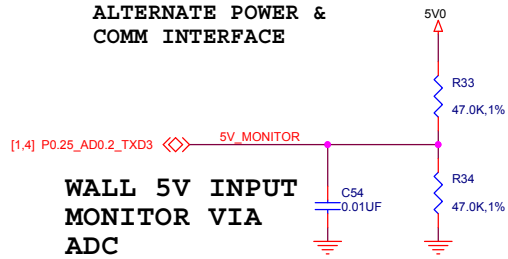 ALTERNATE POWER &
COMM INTERFACE
5V0
R33
47.0K,1%
[1,4] P0.25_AD0.2_TXD3
5V_MONITOR
R34
47.0K,1%
C54
0.01UF
WALL 5V INPUT
MONITOR VIA
ADC